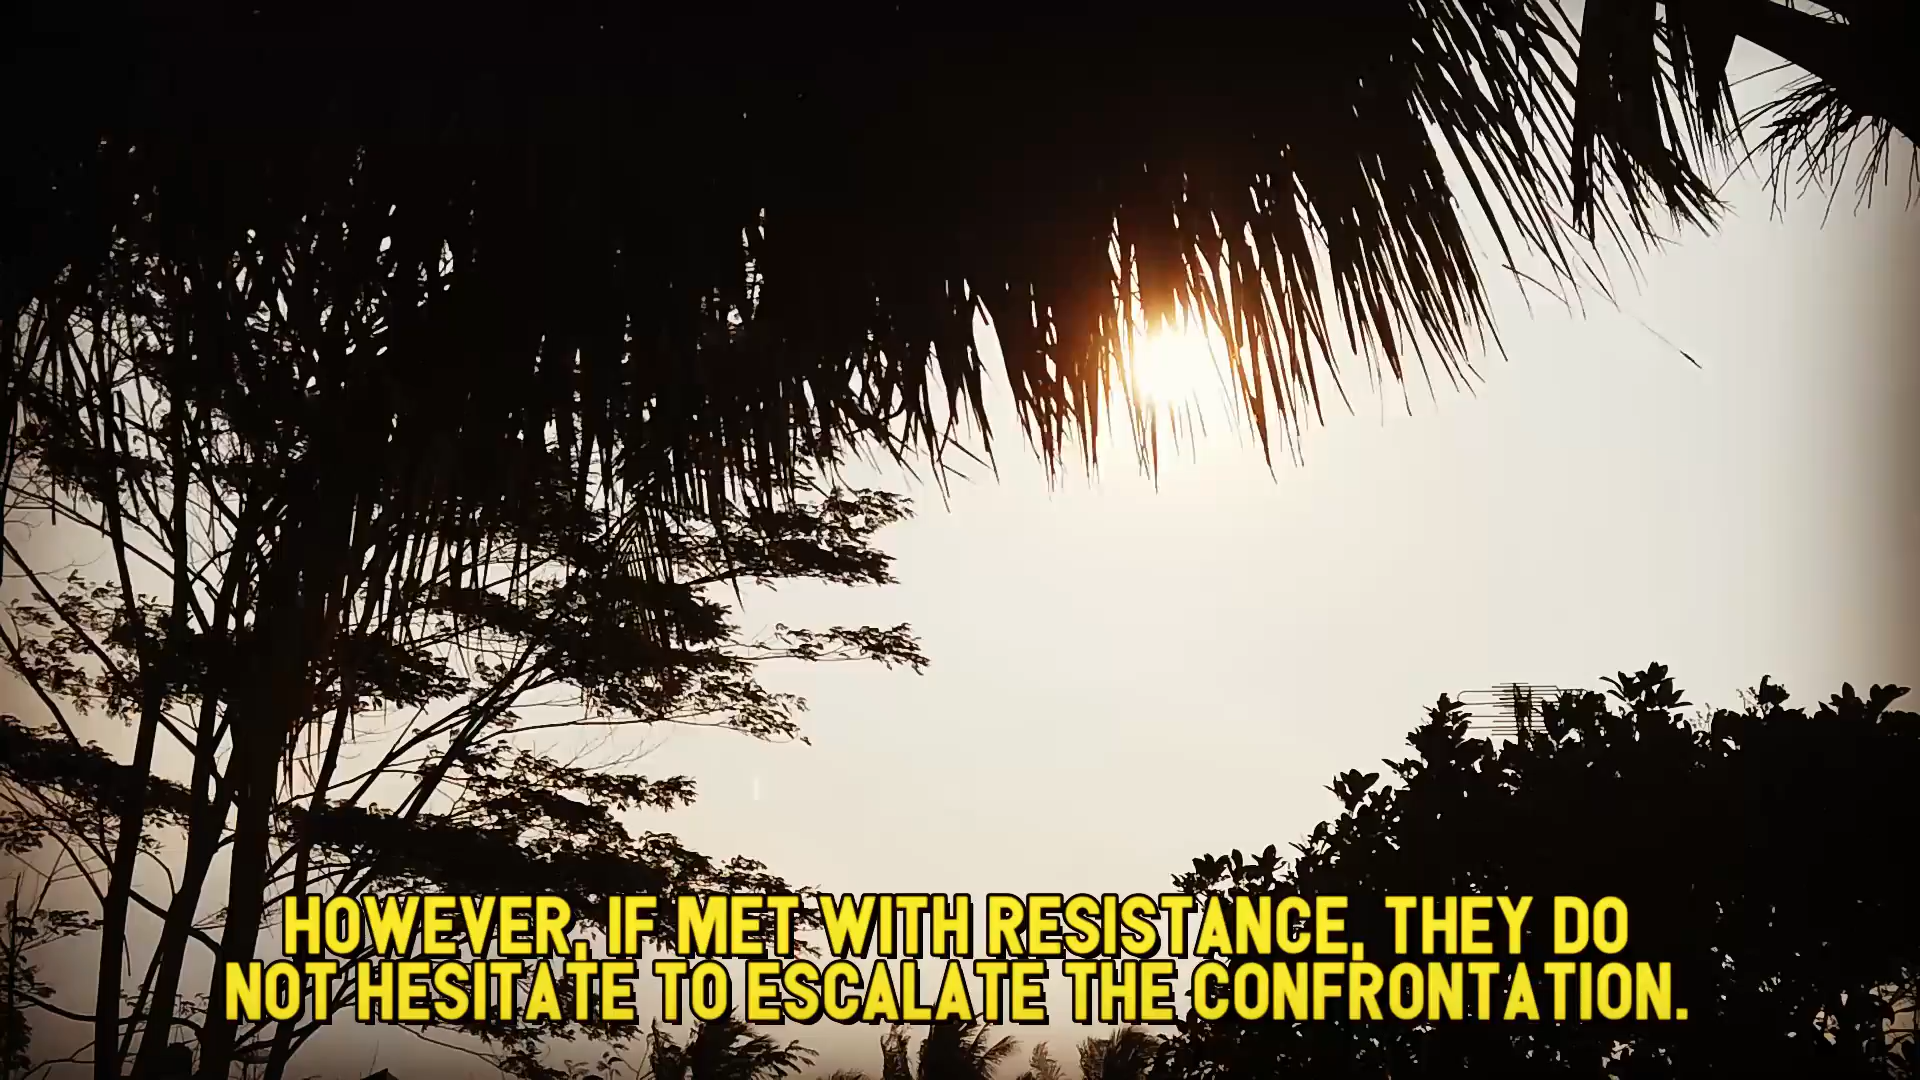 HOWEVER, IF MET WITH RESISTANCE, THEY DO
NOT HESITATE TO ESCALATE THE CONFRONTATION.